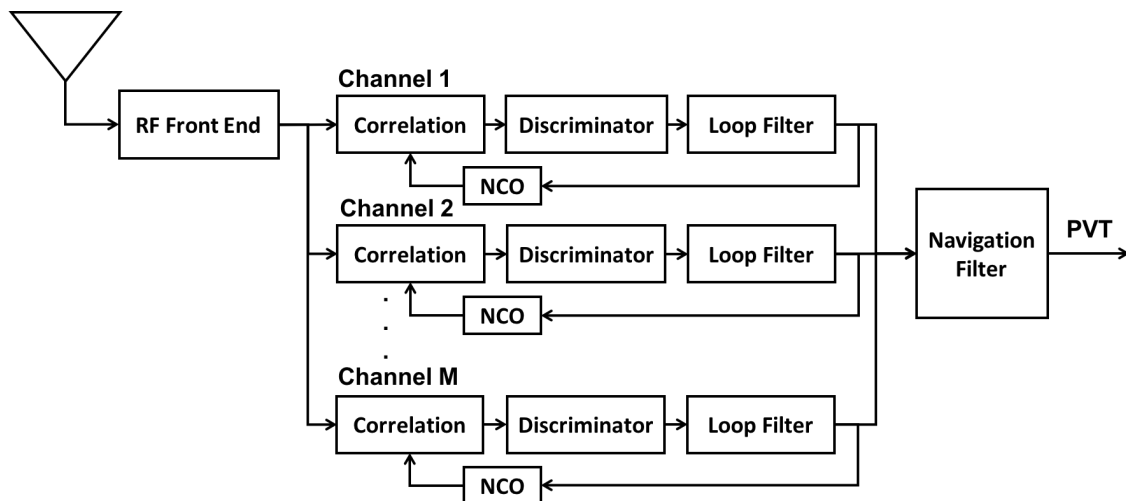 Channel 1
RF Front End
Correlation
Discriminator
Loop Filter
NCO
Channel 2
Correlation
Discriminator
Loop Filter
NCO
Navigation
Filter
PVT
.
.
.
Channel M
Correlation
Discriminator
Loop Filter
NCO